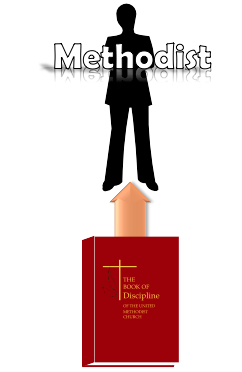 Methodist
THE
BOOK OF
Discipline
OF THE UNITED
METHODIST
CHURCH